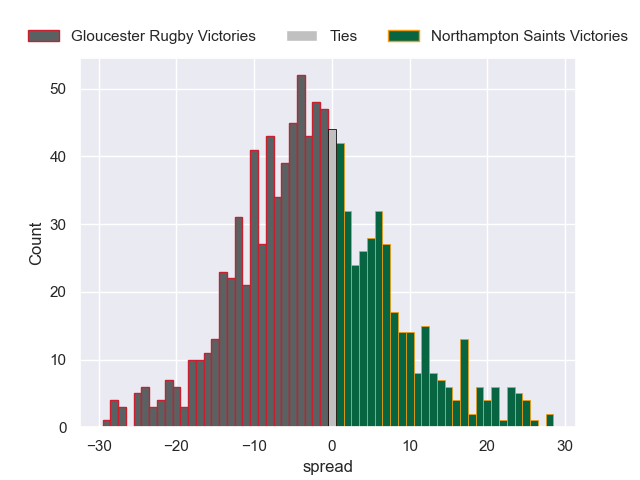 Gloucester Rugby Victories Ties Northampton Saints Victories
50
40
30
20
10
0
Count
−30 −20 −10 0 10 20 30
spread